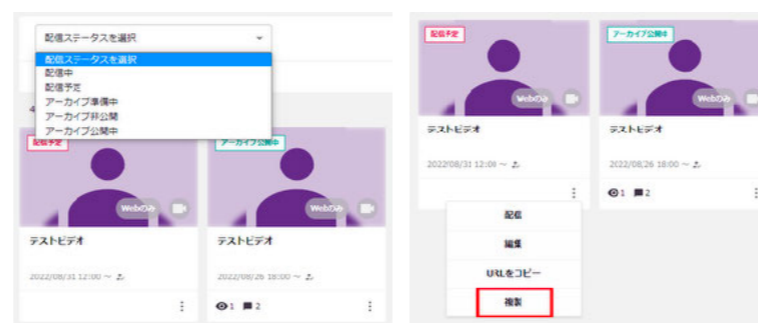 配信ステータスを選択
配信ステータスを選択
配信中
配信予定
アーカイブ準備中
アーカイブ非公開
アーカイブ公開中
4
配信予定
アーカイブ公開中
Webのみ
Webのみ
テストビデオ
テストビデオ
2022/08/31 12:00 ～
2022/08/26 18:00 ～
1 2
配信予定
アーカイブ公開中
Webのみ
Webのみ
テストビデオ
テストビデオ
2022/08/31 12:00 ～
2022/08/26 18:00 ～
1 2
配信
編集
URLをコピー
複製